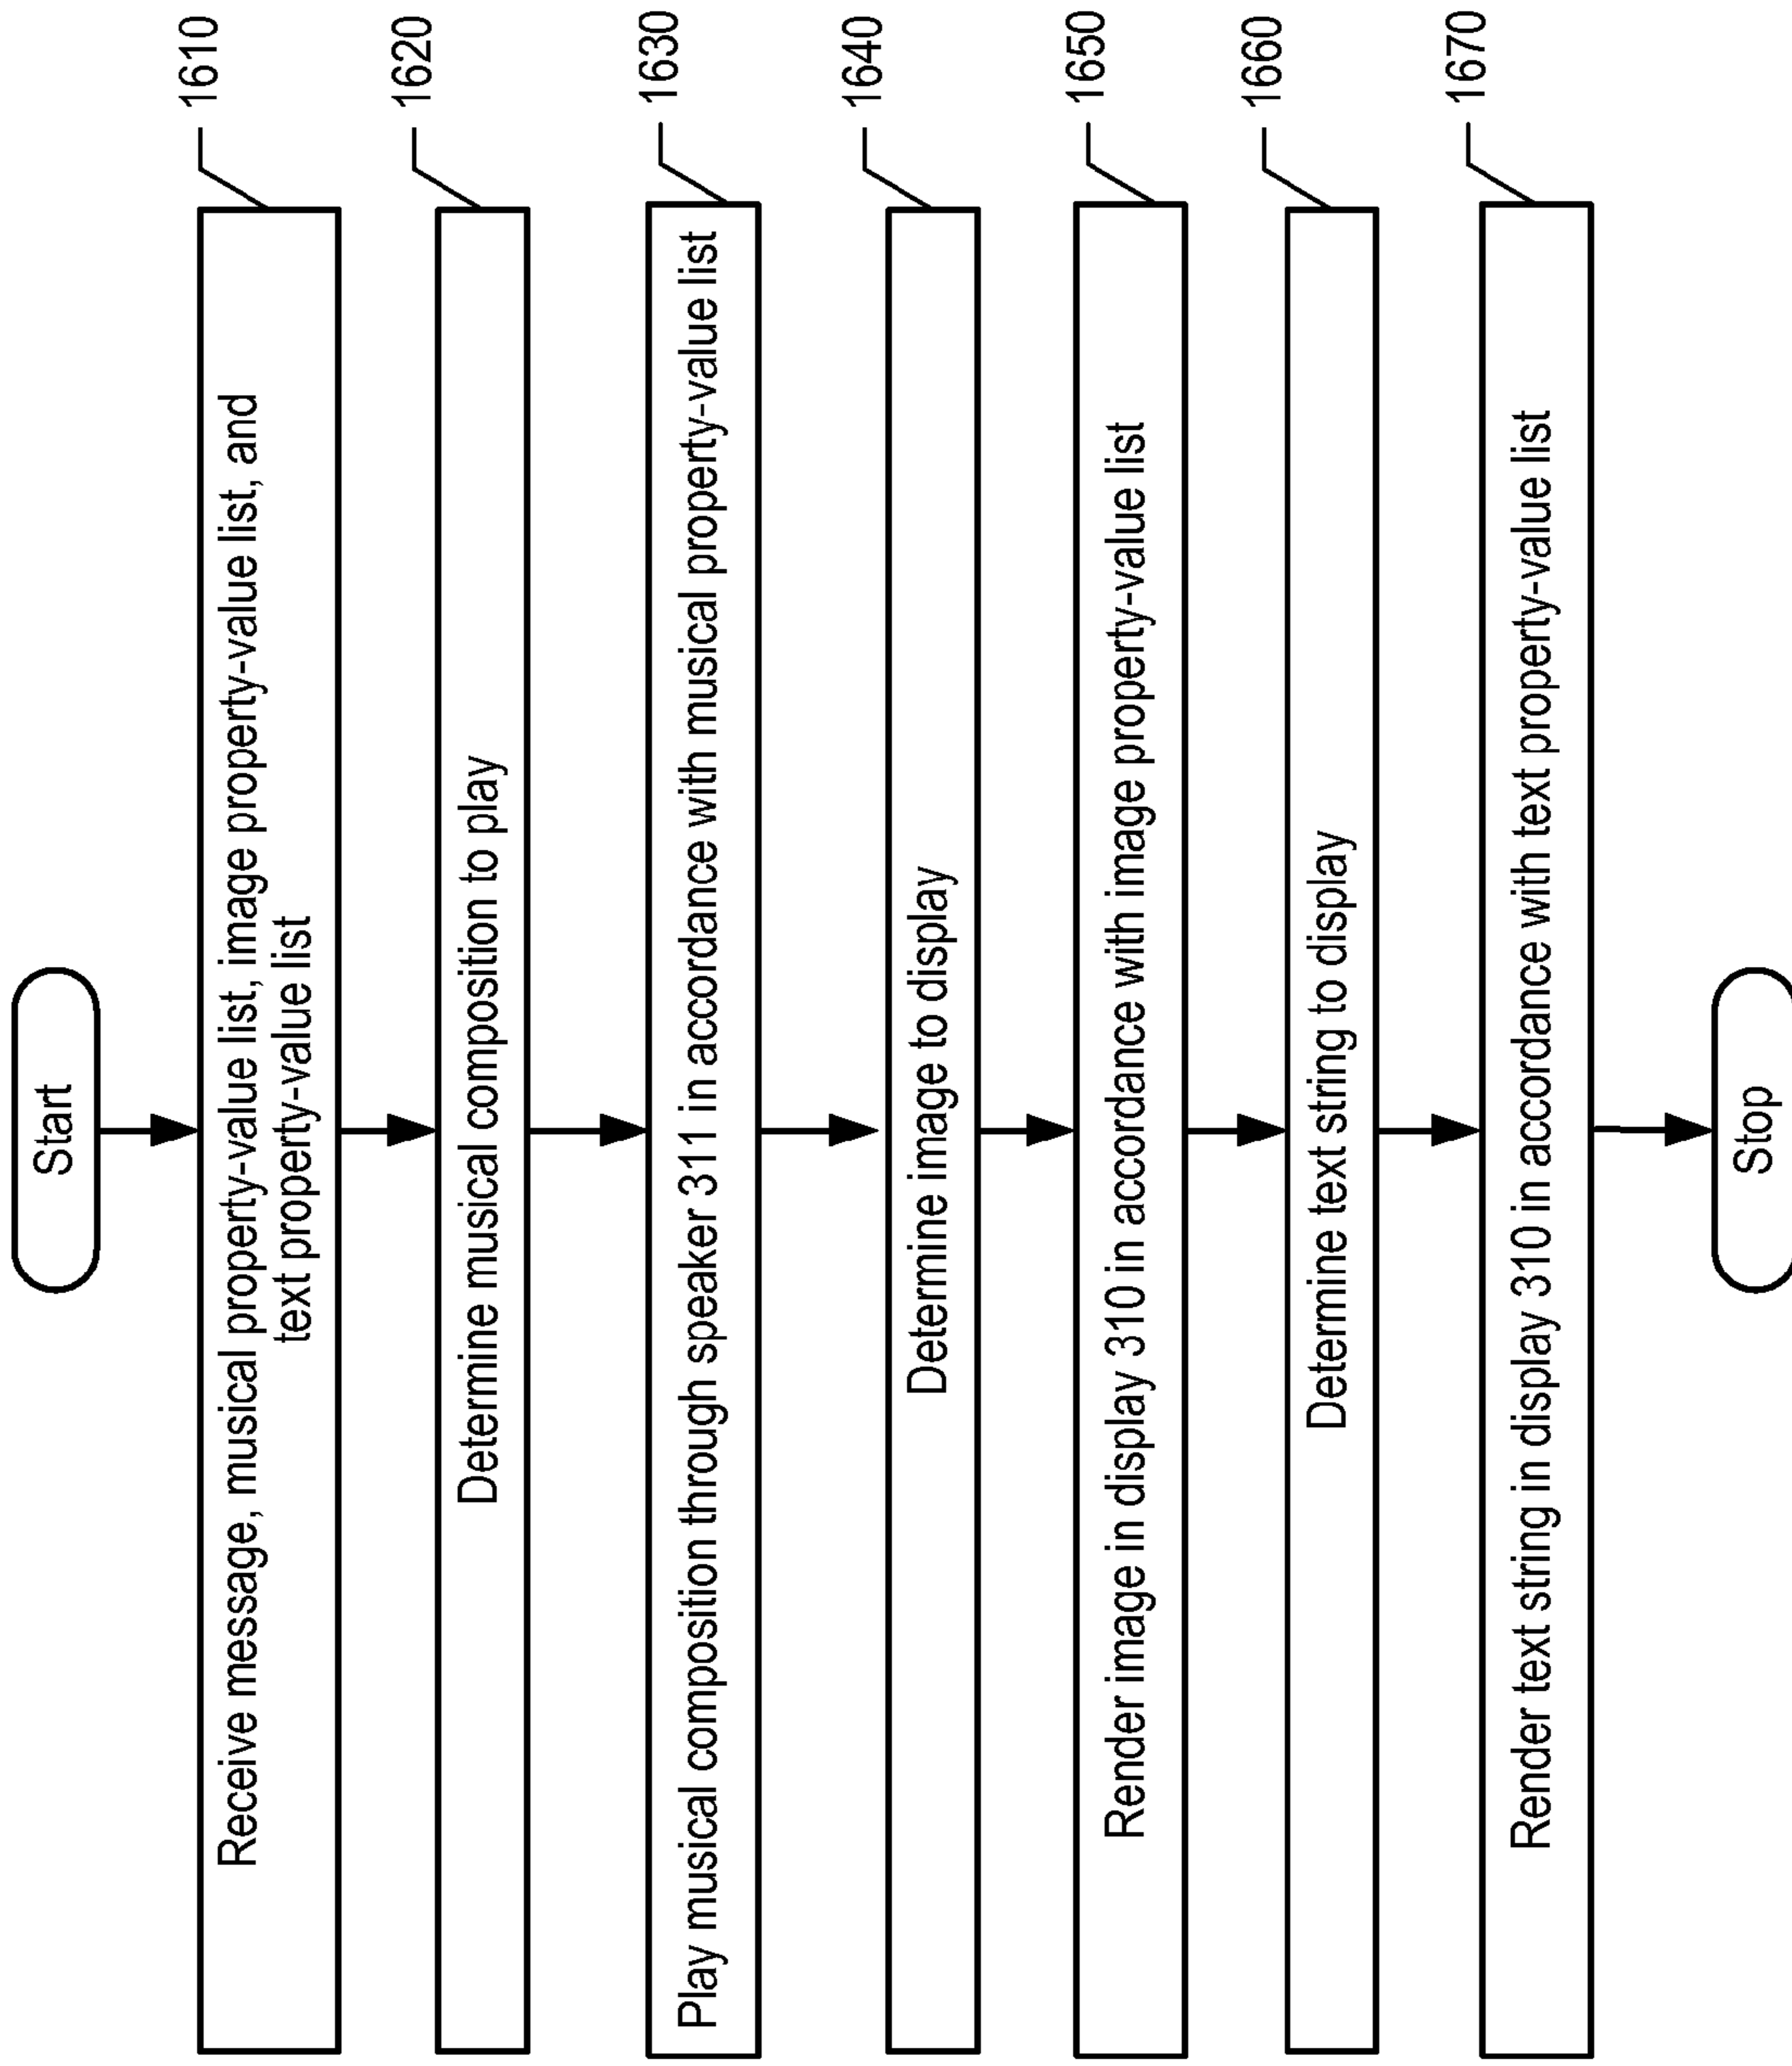 Start
Receive message, musical property-value list, image property-value list, and
text property-value list
1610
Determine musical composition to play
1620
Play musical composition through speaker 311 in accordance with musical property-value list
1630
Determine image to display
1640
Render image in display 310 in accordance with image property-value list
1650
Determine text string to display
1660
Render text string in display 310 in accordance with text property-value list
1670
Stop